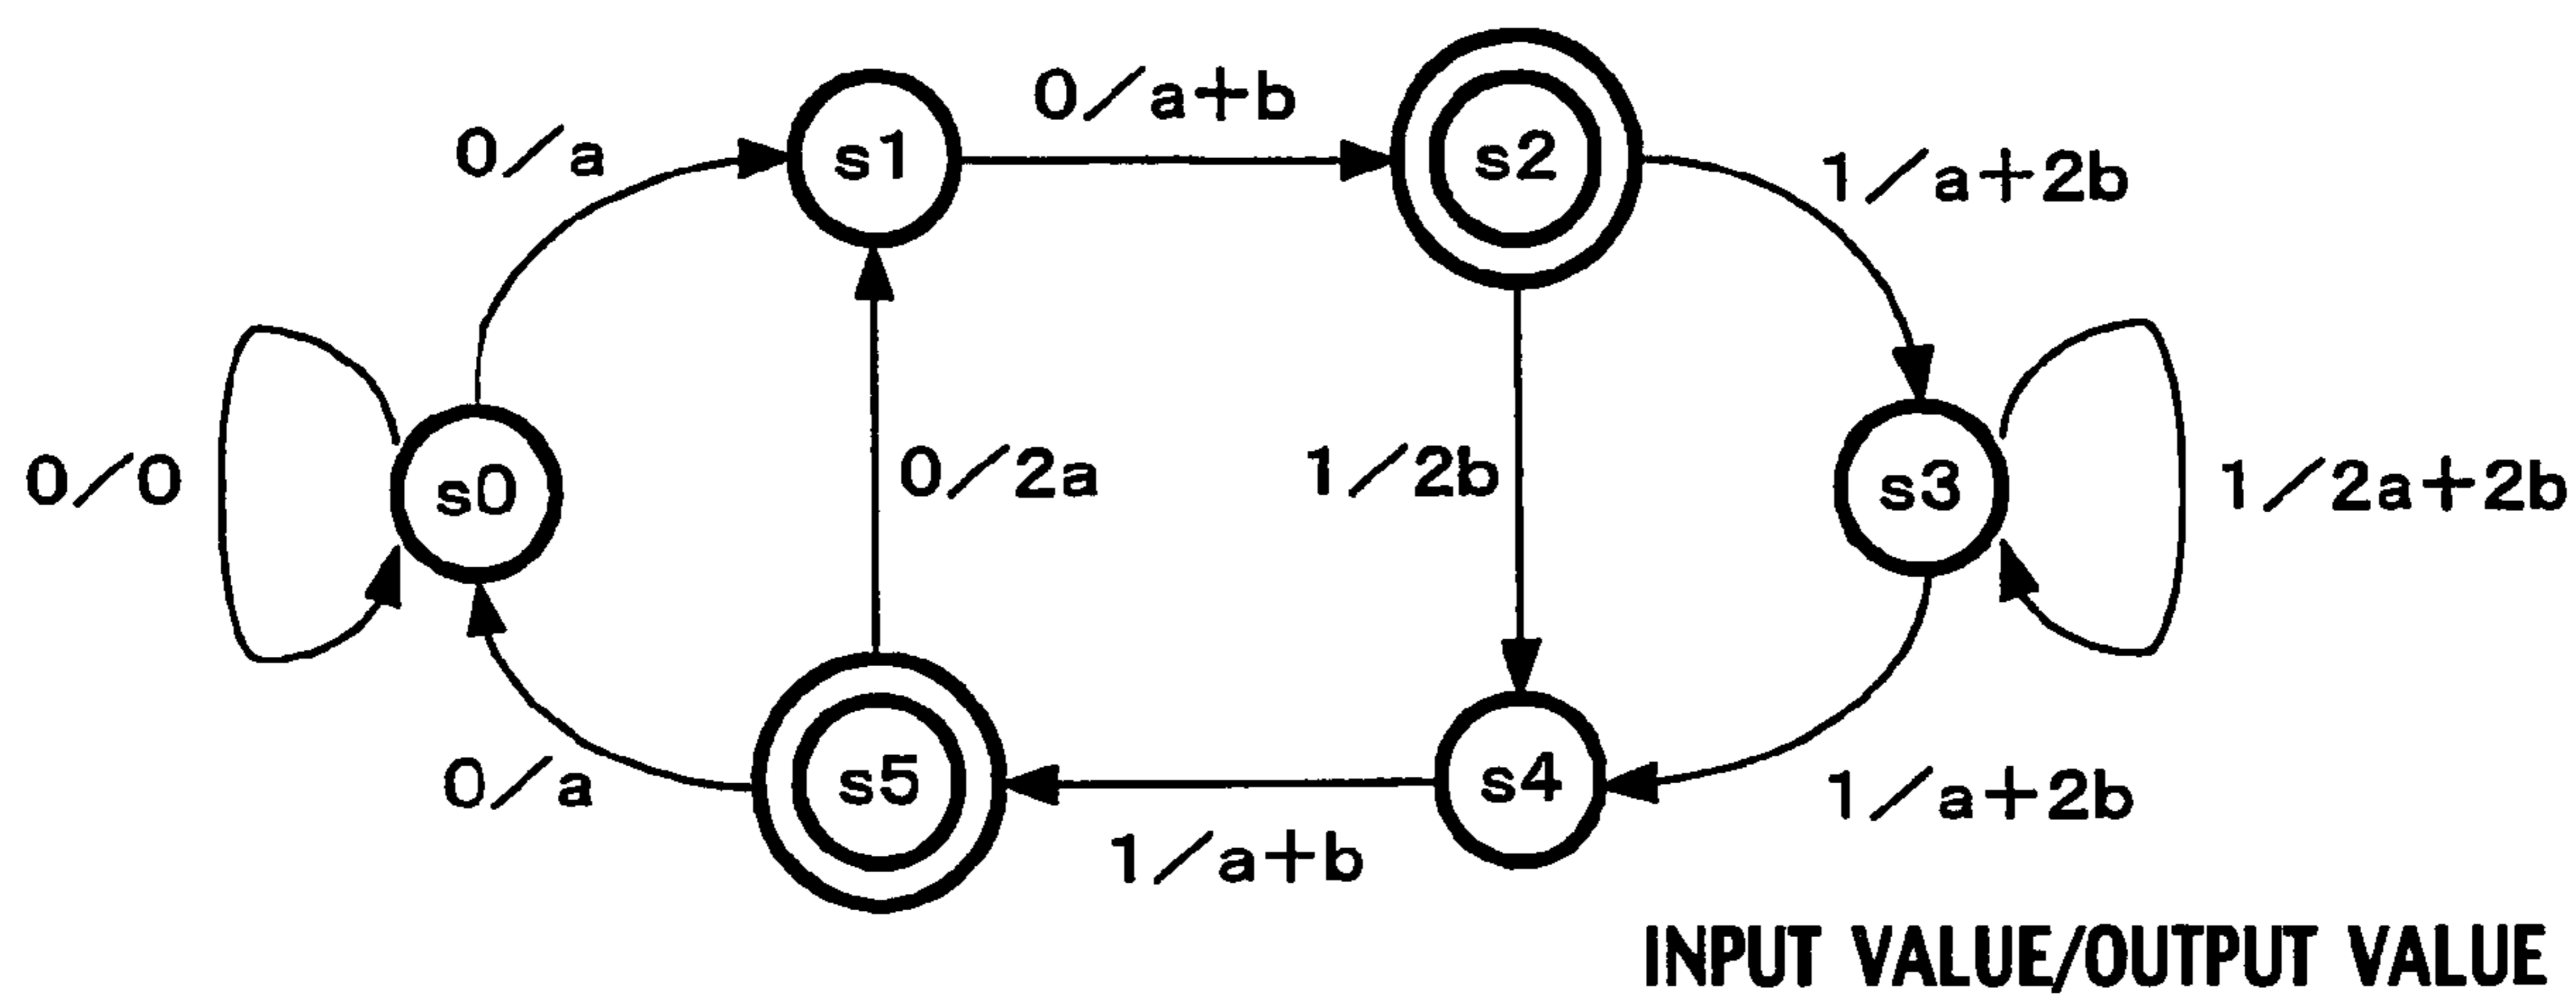 0/a
s1
0/a+b
s2
1/a+2b
0/0
s0
0/2a
1/2b
s3
1/2a+2b
0/a
s5
1/a+b
s4
1/a+2b
INPUT VALUE/OUTPUT VALUE